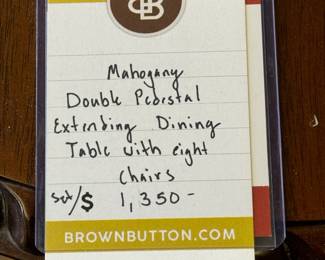 Mahogany
Double Pedestal
Extending Dining
Table with eight
Chairs
Set/$ 1,350-
BROWNBUTTON.COM